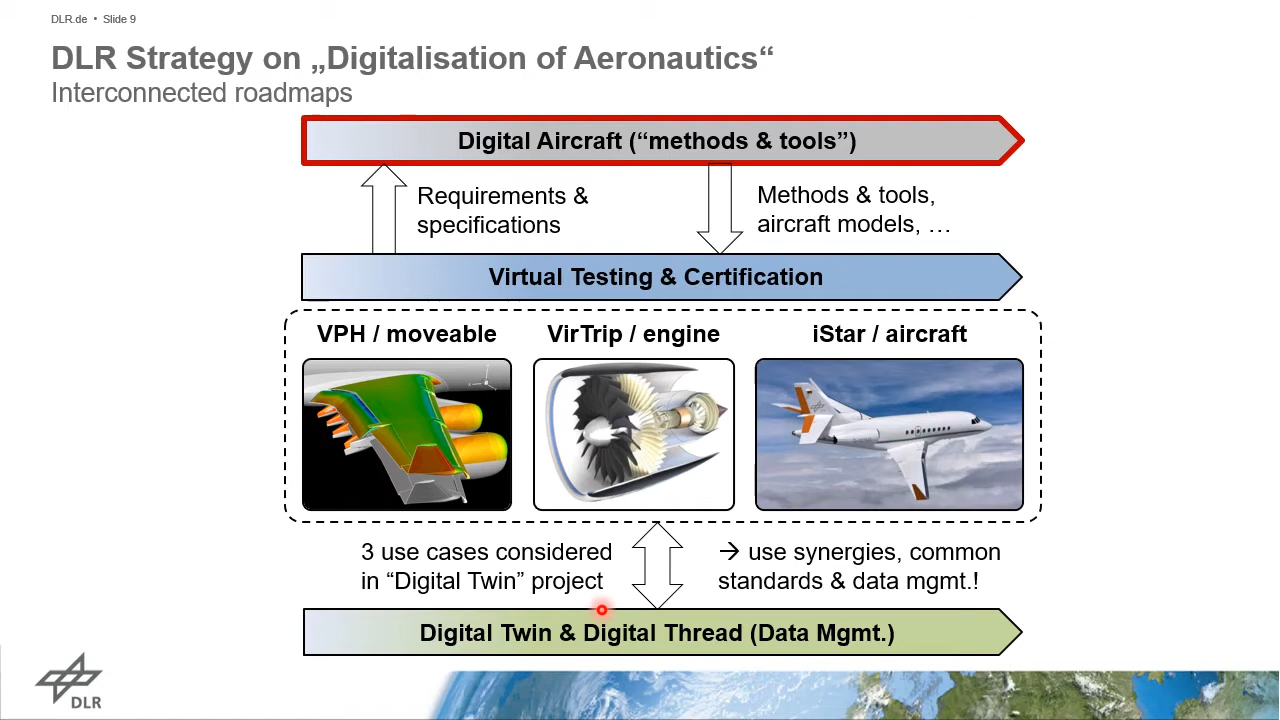 DLR.de • Slide 9
DLR Strategy on „Digitalisation of Aeronautics“
Interconnected roadmaps
Digital Aircraft (“methods & tools”)
Requirements &
specifications
Methods & tools,
aircraft models, …
Virtual Testing & Certification
VPH / moveable
VirTrip / engine
iStar / aircraft
3 use cases considered
in “Digital Twin” project
→ use synergies, common
standards & data mgmt.!
Digital Twin & Digital Thread (Data Mgmt.)
DLR